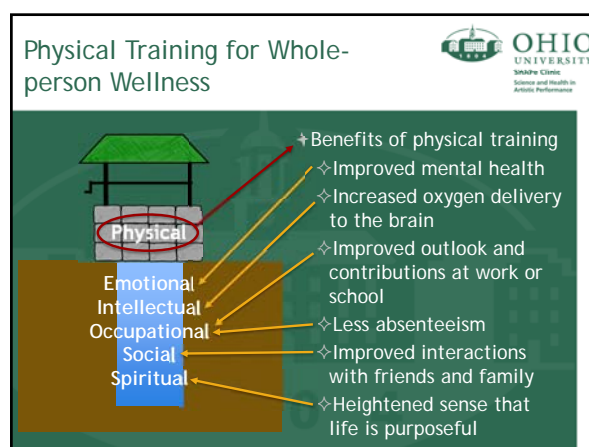 Physical Training for Whole-
person Wellness
OHIO
UNIVERSITY
SHAPe Clinic
Science and Health in
Artistic Performance
Physical
Emotional
Intellectual
Occupational
Social
Spiritual
Benefits of physical training
Improved mental health
Increased oxygen delivery
to the brain
Improved outlook and
contributions at work or
school
Less absenteeism
Improved interactions
with friends and family
Heightened sense that
life is purposeful